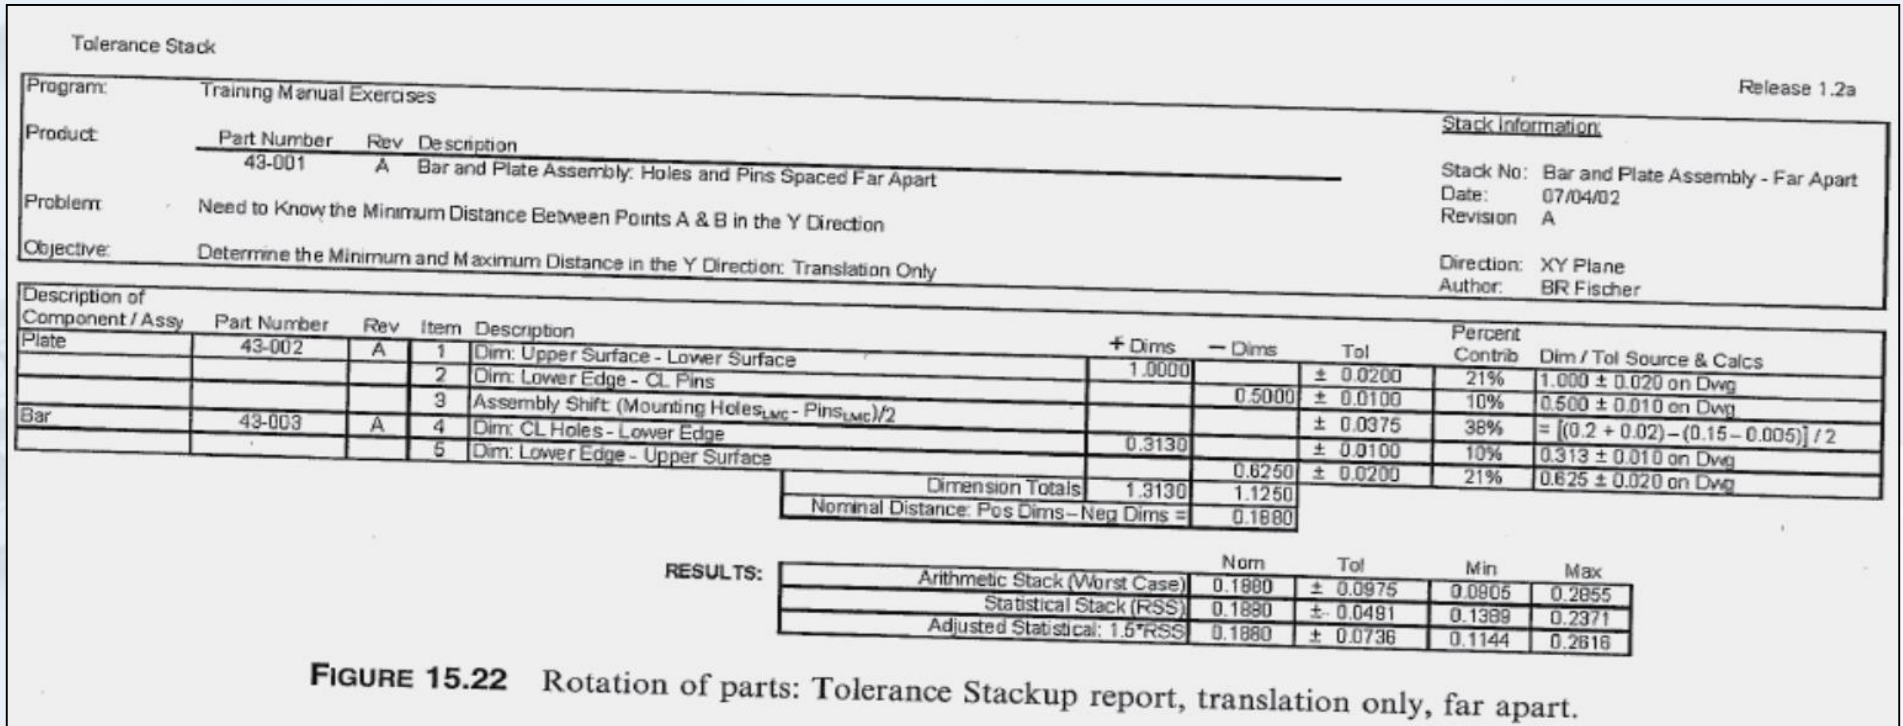 Tolerance Stack
Release 1.2a
Program: Training Manual Exercises
Product: Part Number Rev Description
43-001 A Bar and Plate Assembly: Holes and Pins Spaced Far Apart
Problem: Need to Know the Minimum Distance Between Points A & B in the Y Direction
Objective: Determine the Minimum and Maximum Distance in the Y Direction: Translation Only
Stack Information:
Stack No: Bar and Plate Assembly - Far Apart
Date: 07/04/02
Revision A
Direction: XY Plane
Author: BR Fischer
Description of
Component / Assy Part Number Rev Item Description + Dims - Dims Tol Percent Contrib Dim / Tol Source & Calcs
Plate 43-002 A 1 Dim: Upper Surface - Lower Surface 1.0000 ± 0.0200 21% 1.000 ± 0.020 on Dwg
2 Dim: Lower Edge - CL Pins 0.5000 ± 0.0100 10% 0.500 ± 0.010 on Dwg
3 Assembly Shift: (Mounting HolesLMC - PinsLMC)/2 ± 0.0375 38% = [(0.2 + 0.02) – (0.15 – 0.005)] / 2
Bar 43-003 A 4 Dim: CL Holes - Lower Edge 0.3130 ± 0.0100 10% 0.313 ± 0.010 on Dwg
5 Dim: Lower Edge - Upper Surface 0.6250 ± 0.0200 21% 0.625 ± 0.020 on Dwg
Dimension Totals 1.3130 1.1250
Nominal Distance: Pos Dims – Neg Dims = 0.1880
RESULTS:
Nom Tol Min Max
Arithmetic Stack (Worst Case) 0.1880 ± 0.0975 0.0905 0.2855
Statistical Stack (RSS) 0.1880 ± 0.0491 0.1389 0.2371
Adjusted Statistical: 1.5*RSS 0.1880 ± 0.0736 0.1144 0.2616
FIGURE 15.22 Rotation of parts: Tolerance Stackup report, translation only, far apart.